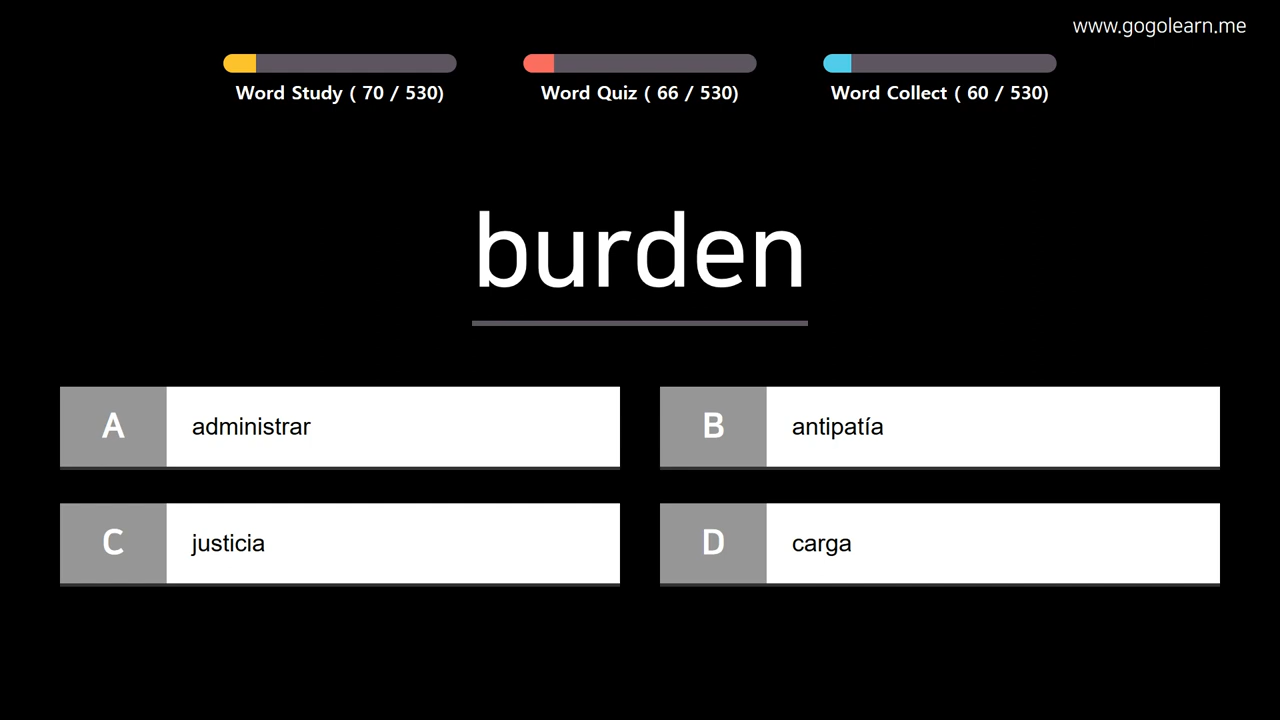 www.gogolearn.me
Word Study ( 70 / 530)
Word Quiz ( 66 / 530)
Word Collect ( 60 / 530)
burden
A administrar
B antipatía
C justicia
D carga